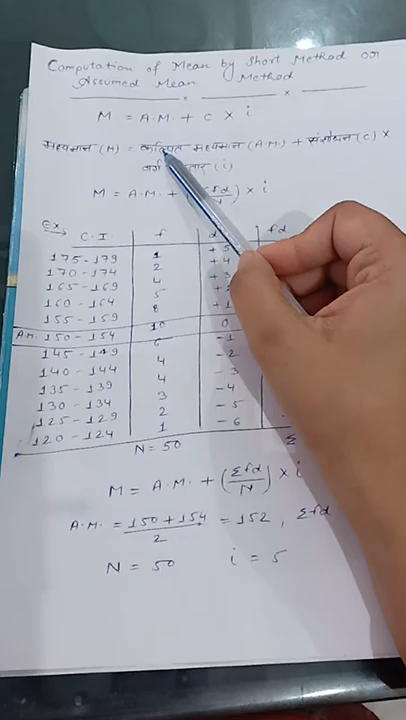 Computation of Mean by Short Method or
Assumed Mean Method
M = A.M. + C × i
मध्यमान (M) = कल्पित मध्यमान (A.M.) + संशोधन (C) ×
(i)
M = A.M. + fd) × i
Ex, C.I. f d fd
175-179 1 +5
170-174 2 +4
165-169 4 +3
160-164 5 +
155-159 8 +1
A.M. 150-154 10 0
145-149 6 -1
140-144 4 -2
135-139 4 -3
130-134 3 -4
125-129 2 -5
120-124 1 -6
N = 50 Σ
M = A.M. + (Σfd/N) × i
A.M. = 150+154/2 = 152, Σfd
N = 50 i = 5